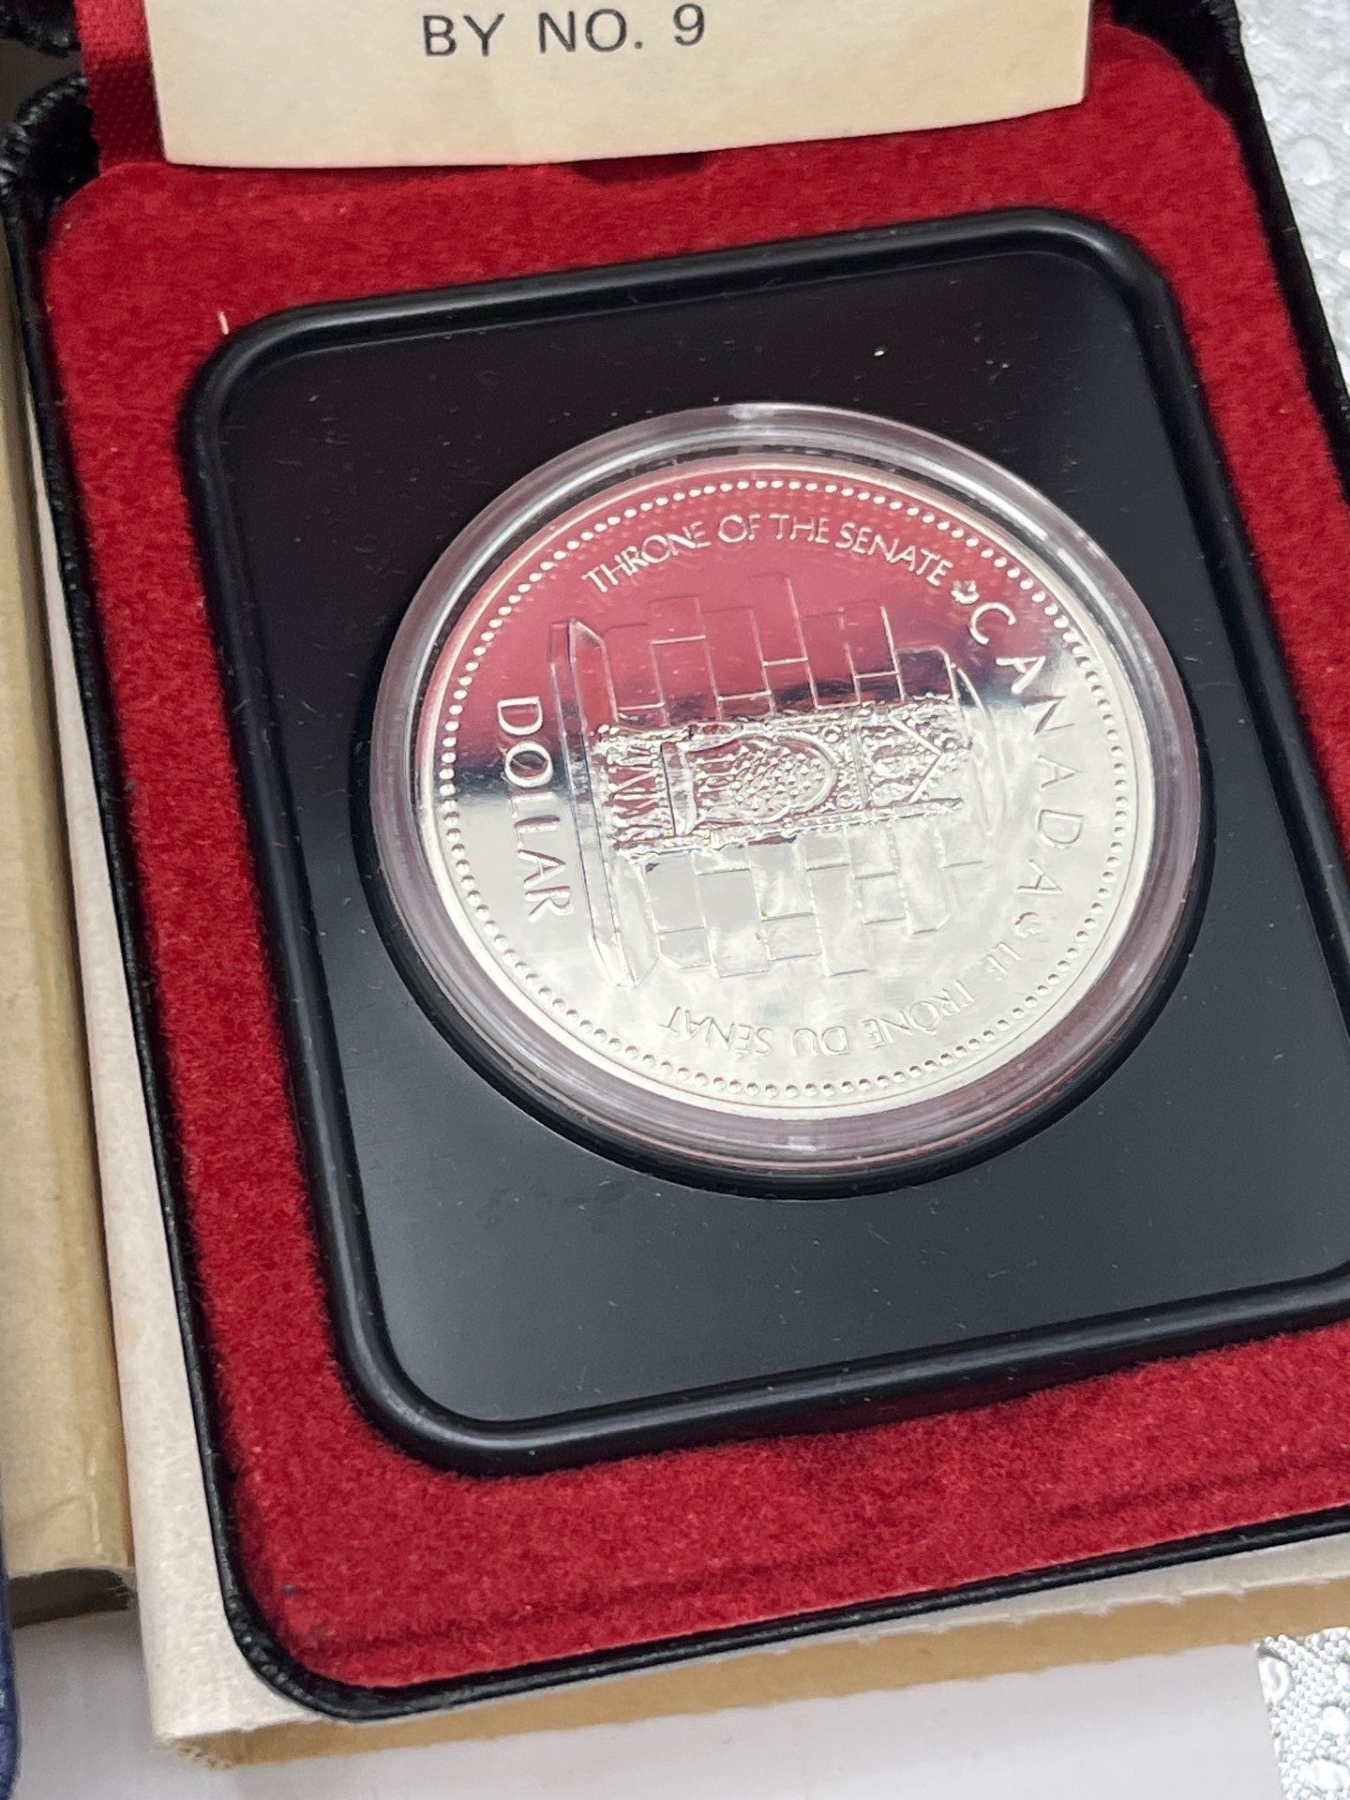 BY NO. 9
THRONE OF THE SENATE
CANADA
LE TRÔNE DU SÉNAT
DOLLAR